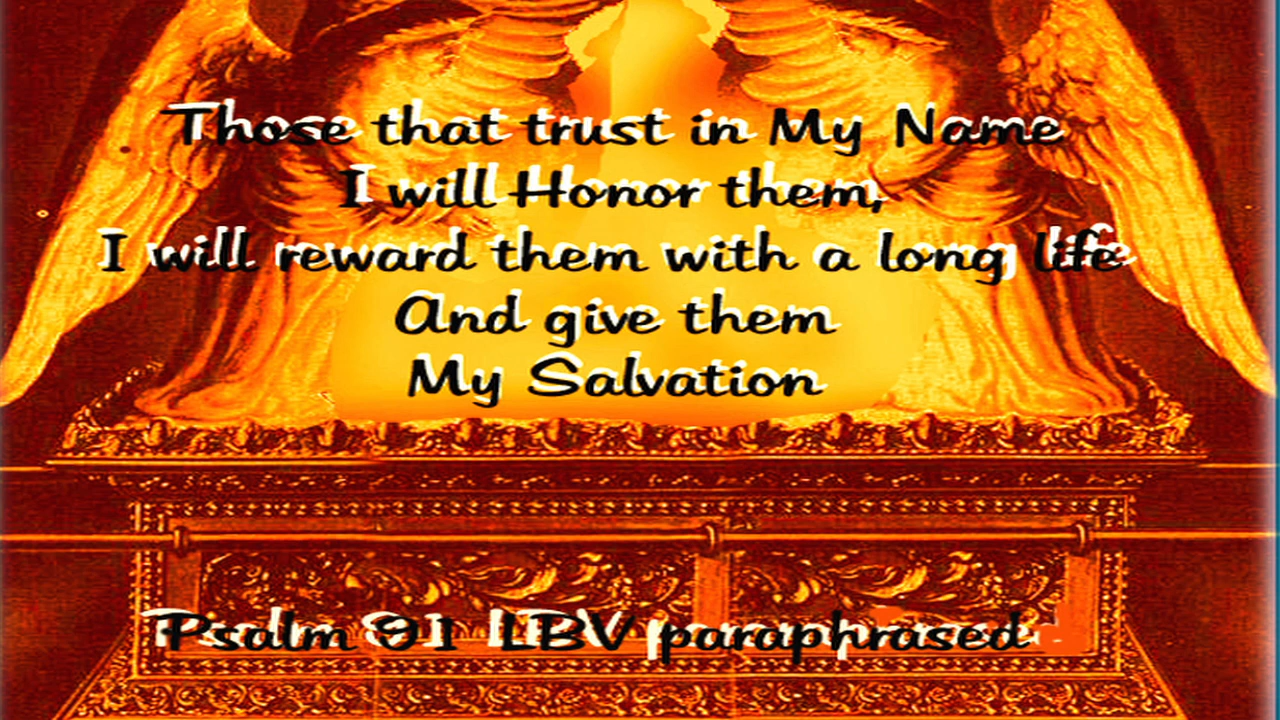 Those that trust in My Name
I will Honor them,
I will reward them with a long life
And give them
My Salvation
Psalm 91 LBV paraphrased